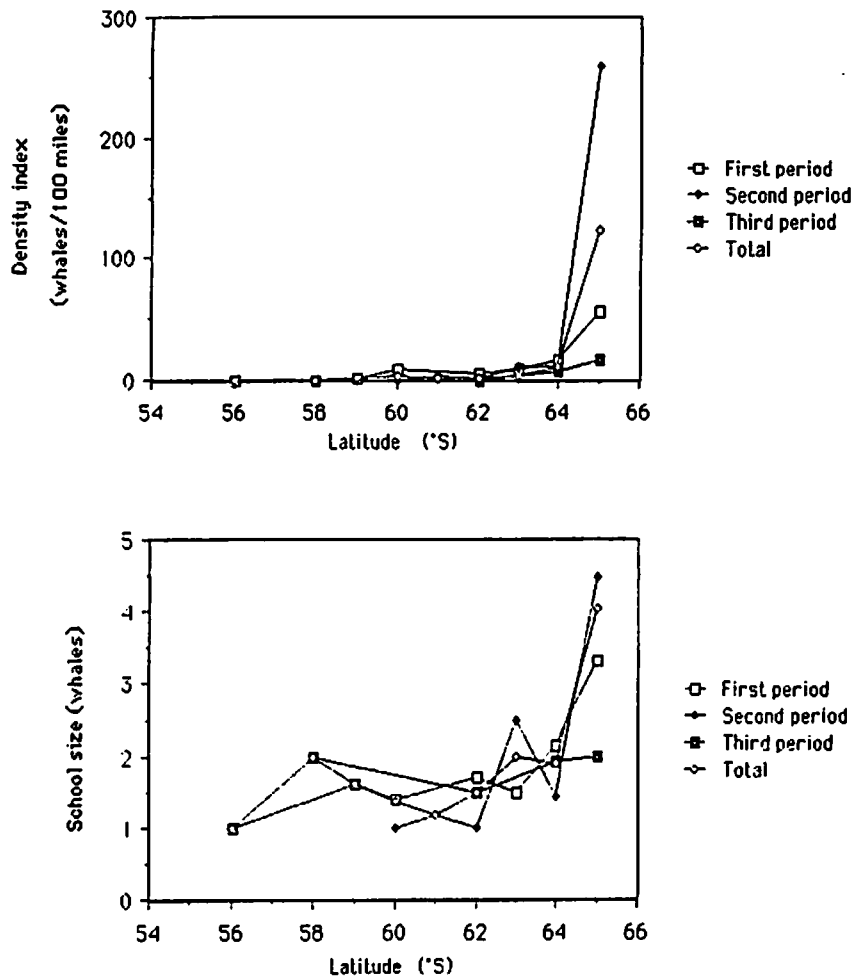 300
200
100
0
Density index
(whales/100 miles)
54 56 58 60 62 64 66
Latitude (°S)
First period
Second period
Third period
Total
5
4
3
2
1
0
School size (whales)
54 56 58 60 62 64 66
Latitude (°S)
First period
Second period
Third period
Total